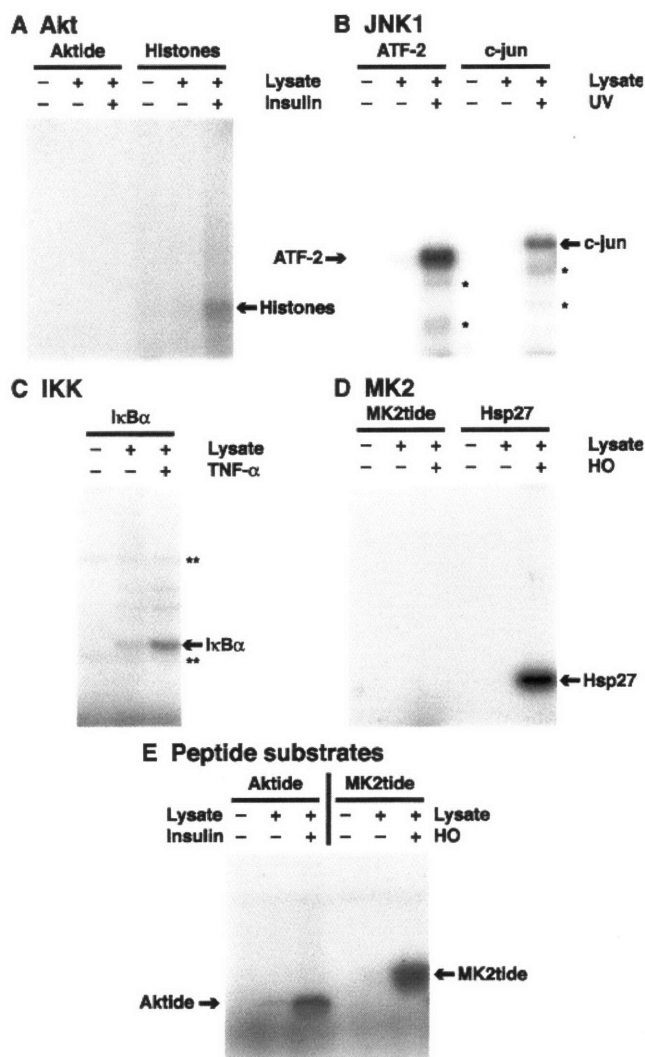 A Akt
Aktide Histones
− + + − + + Lysate
− − + − − + Insulin
←Histones
B JNK1
ATF-2 c-jun
− + + − + + Lysate
− − + − − + UV
←c-jun
ATF-2→
*
*
*
*
C IKK
IκBα
− + + Lysate
− − + TNF-α
**
←IκBα
**
D MK2
MK2tide Hsp27
− + + − + + Lysate
− − + − − + HO
←Hsp27
E Peptide substrates
Aktide MK2tide
Lysate − + + − + + Lysate
Insulin − − + − − + HO
←MK2tide
Aktide→